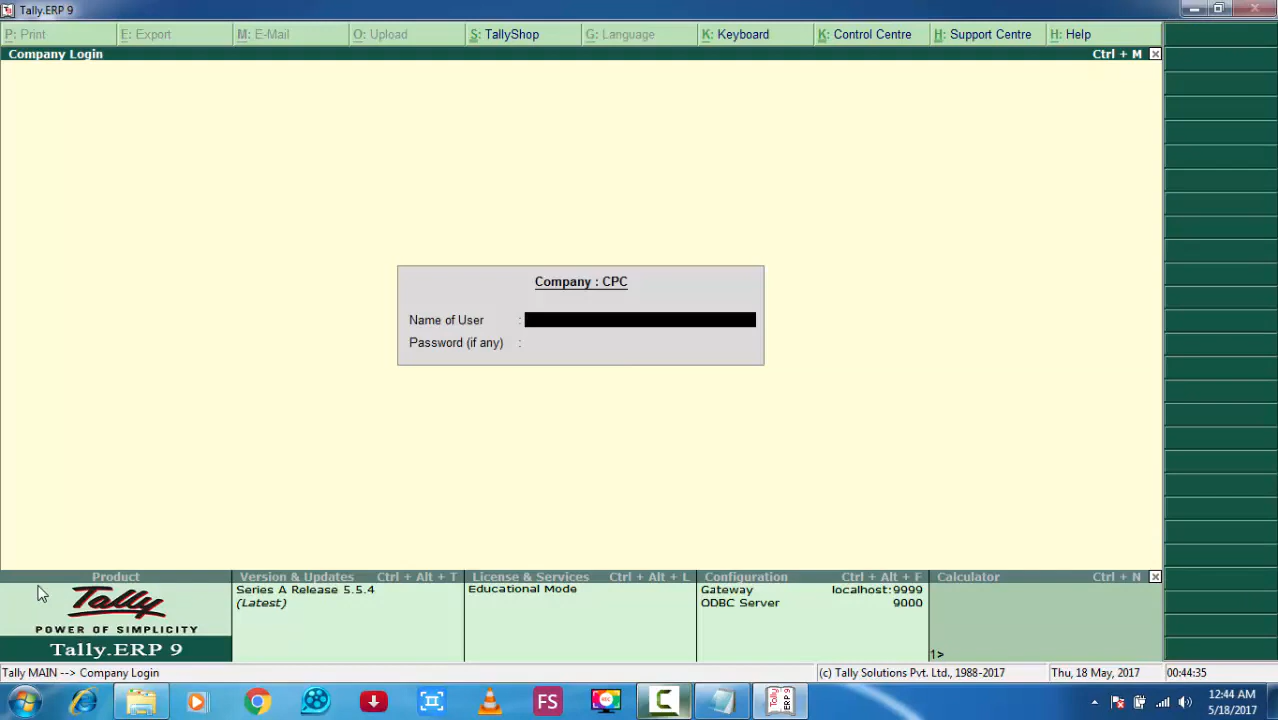 Tally.ERP 9
P: Print E: Export M: E-Mail O: Upload S: TallyShop G: Language K: Keyboard K: Control Centre H: Support Centre H: Help
Company Login Ctrl + M
Company : CPC
Name of User :
Password (if any) :
Product Version & Updates Ctrl + Alt + T License & Services Ctrl + Alt + L Configuration Ctrl + Alt + F Calculator Ctrl + N
Series A Release 5.5.4 Educational Mode Gateway localhost:9999
(Latest) ODBC Server 9000
Tally
POWER OF SIMPLICITY
Tally.ERP 9
1>
Tally MAIN --> Company Login (c) Tally Solutions Pvt. Ltd., 1988-2017 Thu, 18 May, 2017 00:44:35
FS
12:44 AM
5/18/2017